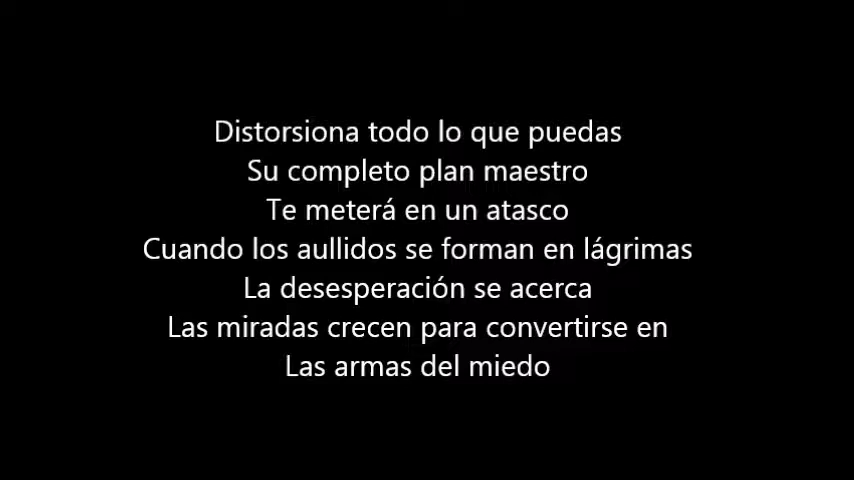 Distorsiona todo lo que puedas
Su completo plan maestro
Te meterá en un atasco
Cuando los aullidos se forman en lágrimas
La desesperación se acerca
Las miradas crecen para convertirse en
Las armas del miedo